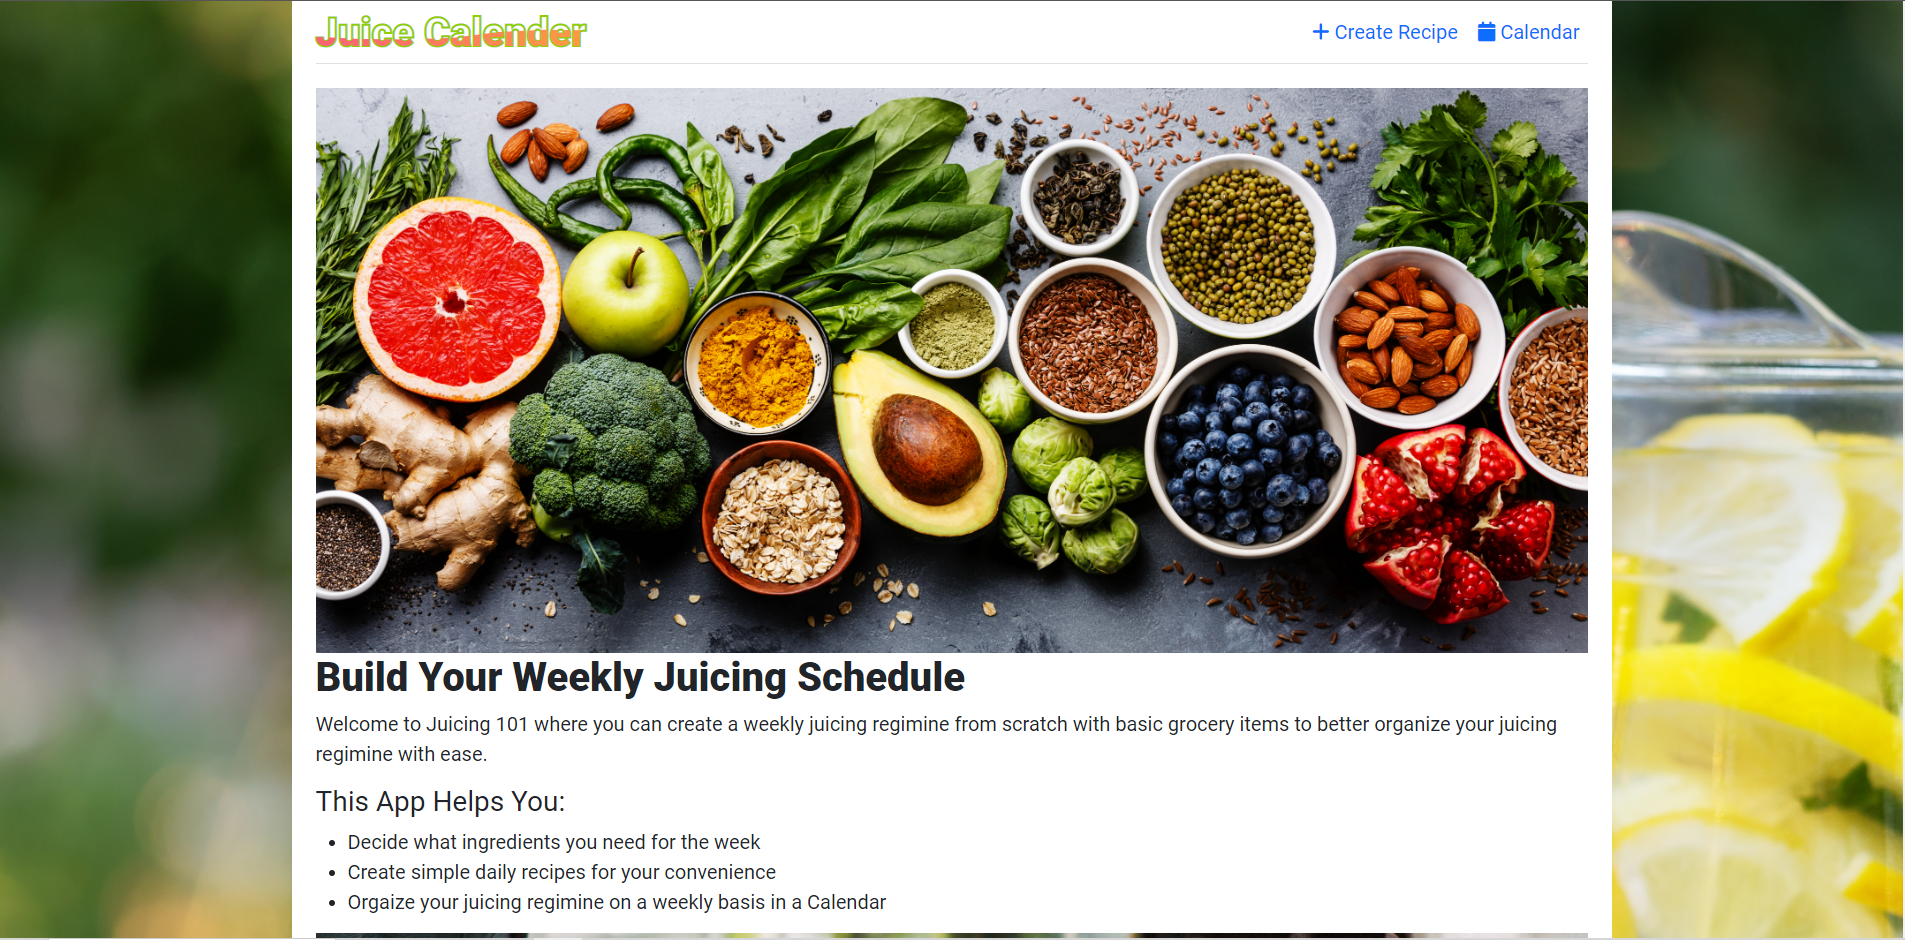 Juice Calender
Create Recipe
Calendar
Build Your Weekly Juicing Schedule
Welcome to Juicing 101 where you can create a weekly juicing regimine from scratch with basic grocery items to better organize your juicing
regimine with ease.
This App Helps You:
Decide what ingredients you need for the week
Create simple daily recipes for your convenience
Orgaize your juicing regimine on a weekly basis in a Calendar